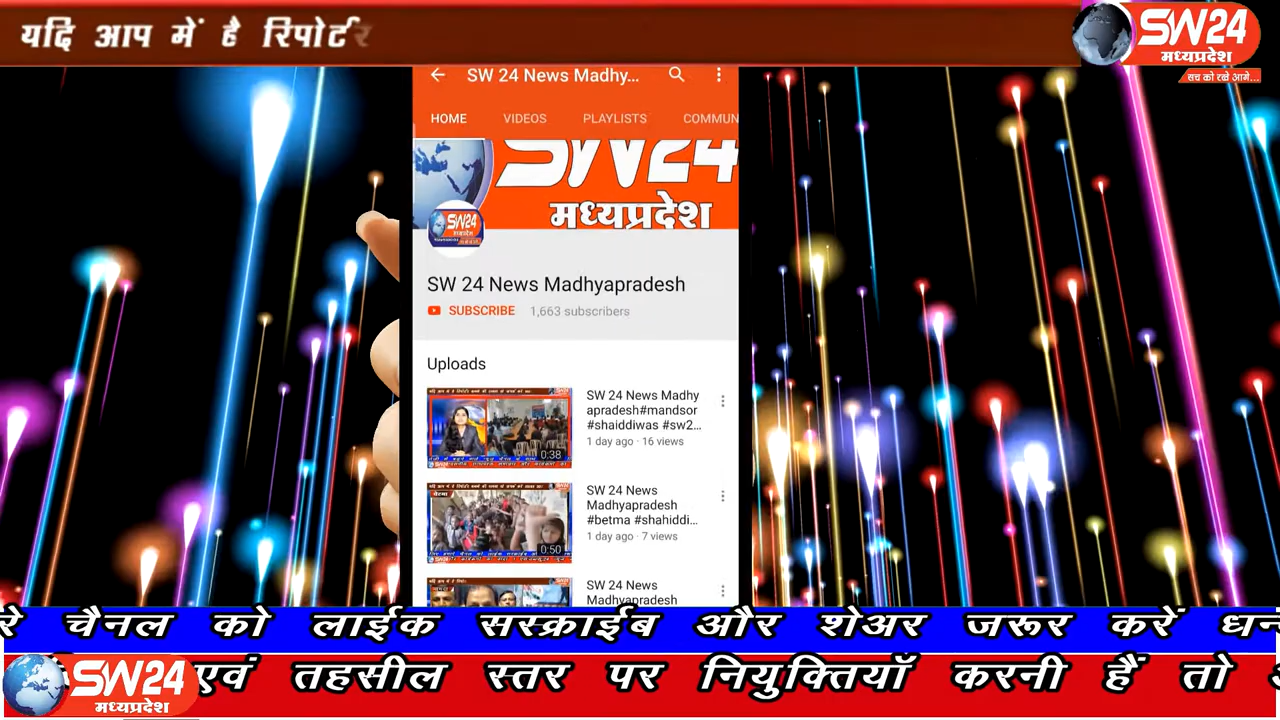 यदि आप में है रिपोर्टर
SW24
मध्यप्रदेश
सच को रखे आगे...
SW 24 News Madhy...
HOME VIDEOS PLAYLISTS COMMUN
SW24
मध्यप्रदेश
SW24
SW 24 News Madhyapradesh
SUBSCRIBE 1,663 subscribers
Uploads
SW 24 News Madhy
apradesh#mandsor
#shaiddiwas #sw2...
1 day ago · 16 views
0:38
SW 24 News
Madhyapradesh
#betma #shahiddi...
1 day ago · 7 views
0:50
SW 24 News
Madhyapradesh
रे चैनल को लाईक सस्क्राईब और शेअर जरूर करें धन
एवं तहसील स्तर पर नियुक्तियाँ करनी हैं तो
SW24
मध्यप्रदेश